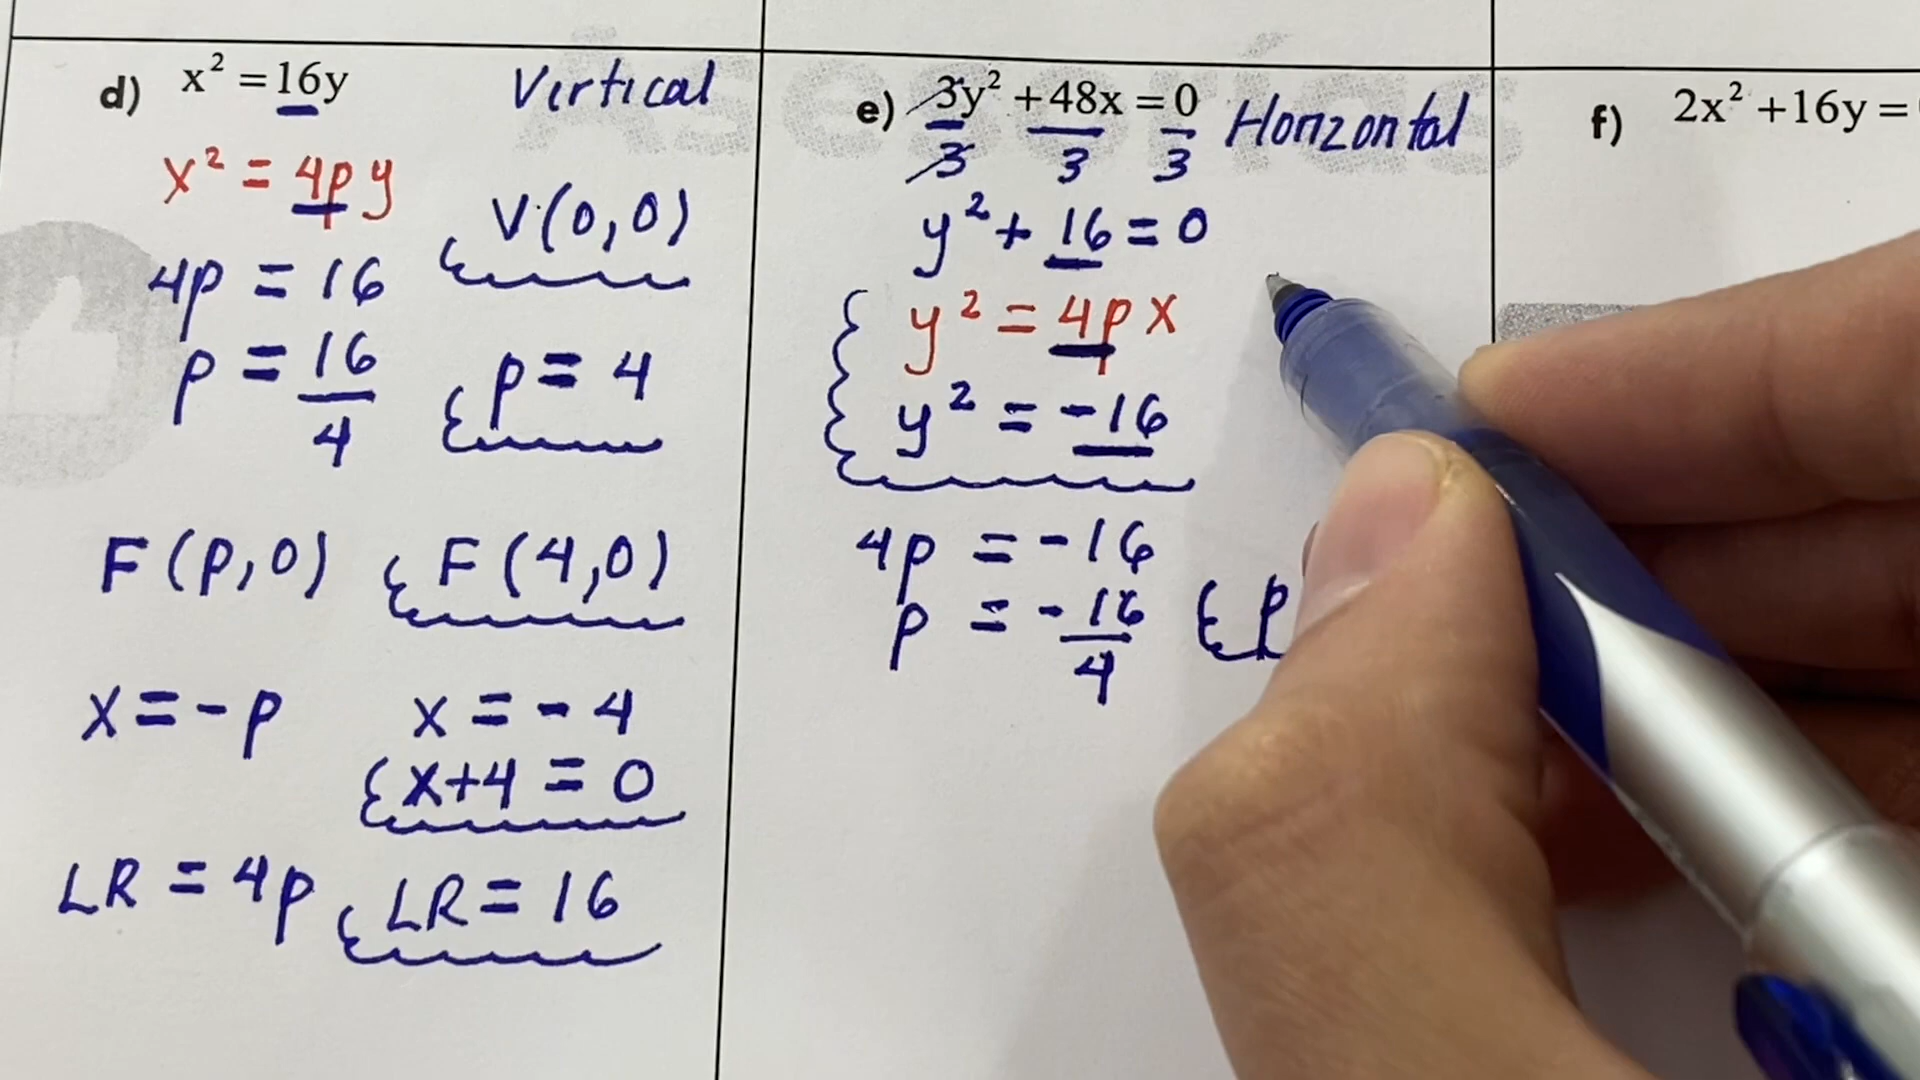 d) x² = 16y Vertical
x² = 4py
V(0,0)
4p = 16
p = 16/4
p = 4
F(p,0) F(4,0)
x = -p x = -4
x+4 = 0
LR = 4p LR = 16
e) 3y² + 48x = 0 Horizontal
3 3 3
y² + 16 = 0
y² = 4px
y² = -16
4p = -16
p = -16/4 p
f) 2x² + 16y =